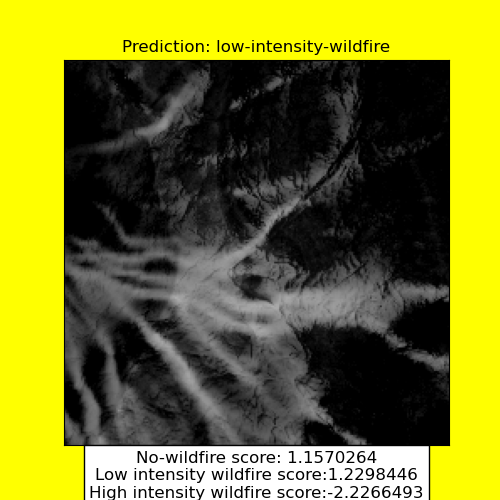 Prediction: low-intensity-wildfire
No-wildfire score: 1.1570264
Low intensity wildfire score:1.2298446
High intensity wildfire score:-2.2266493